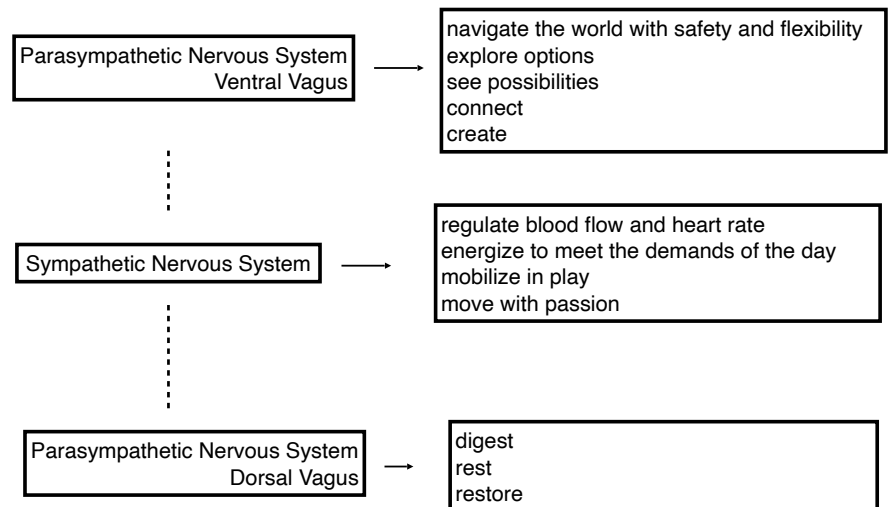 Parasympathetic Nervous System
Ventral Vagus
navigate the world with safety and flexibility
explore options
see possibilities
connect
create
Sympathetic Nervous System
regulate blood flow and heart rate
energize to meet the demands of the day
mobilize in play
move with passion
Parasympathetic Nervous System
Dorsal Vagus
digest
rest
restore